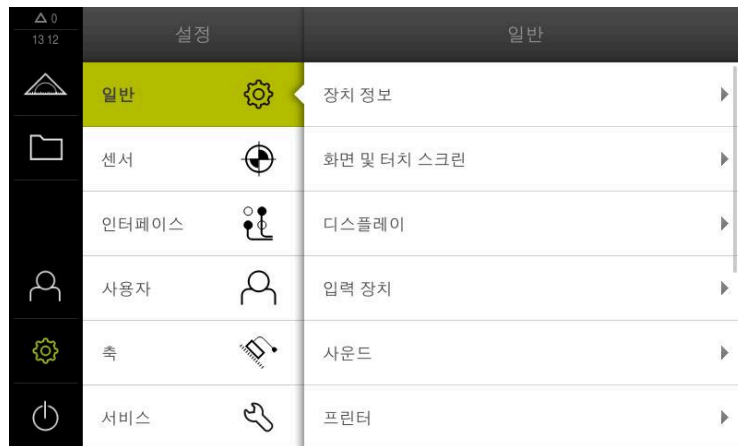 0
13 12
설정
일반
일반
센서
인터페이스
사용자
축
서비스
장치 정보
화면 및 터치 스크린
디스플레이
입력 장치
사운드
프린터